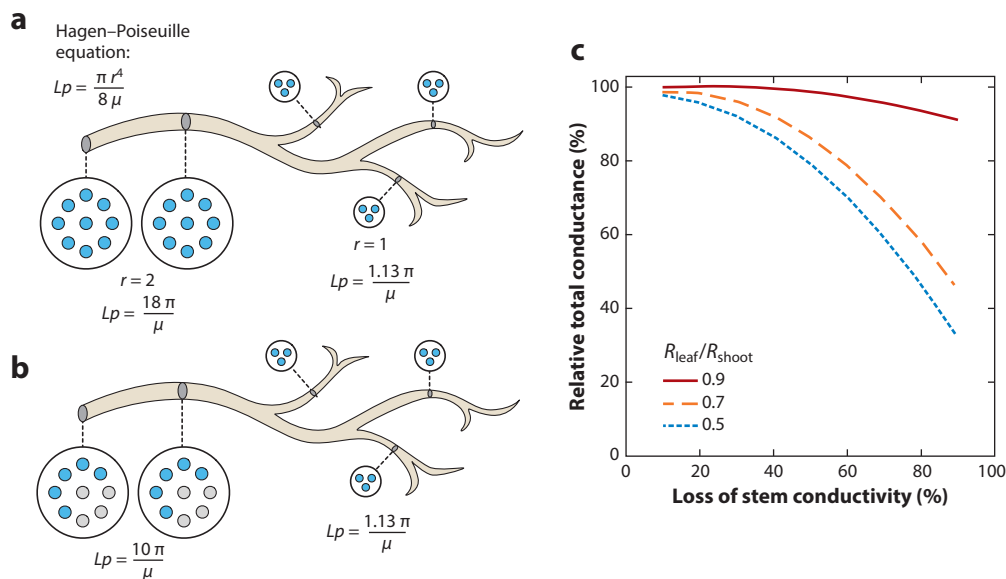 a
Hagen–Poiseuille
equation:
Lp = π r⁴ / 8 μ
r = 2
Lp = 18 π / μ
r = 1
Lp = 1.13 π / μ
b
Lp = 10 π / μ
Lp = 1.13 π / μ
c
Relative total conductance (%)
100
80
60
40
20
0
R_leaf/R_shoot
0.9
0.7
0.5
0 20 40 60 80 100
Loss of stem conductivity (%)